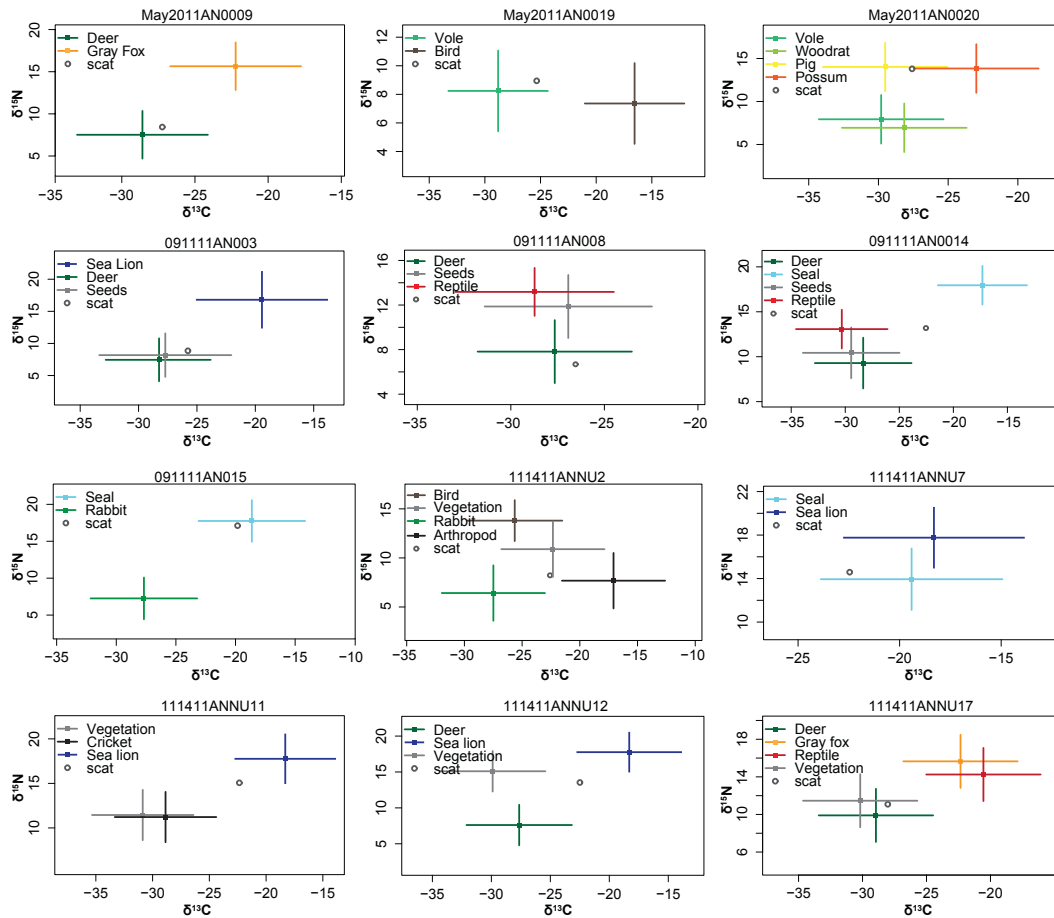 May2011AN0009
Deer
Gray Fox
scat
5 10 15 20
δ¹⁵N
−35 −30 −25 −20 −15
δ¹³C
May2011AN0019
Vole
Bird
scat
4 6 8 10 12
δ¹⁵N
−35 −30 −25 −20 −15
δ¹³C
May2011AN0020
Vole
Woodrat
Pig
Possum
scat
5 10 15
δ¹⁵N
−35 −30 −25 −20
δ¹³C
091111AN003
Sea Lion
Deer
Seeds
scat
5 10 15 20
δ¹⁵N
−35 −30 −25 −20 −15
δ¹³C
091111AN008
Deer
Seeds
Reptile
scat
4 8 12 16
δ¹⁵N
−35 −30 −25 −20
δ¹³C
091111AN0014
Deer
Seal
Seeds
Reptile
scat
5 10 15 20
δ¹⁵N
−35 −30 −25 −20 −15
δ¹³C
091111AN015
Seal
Rabbit
scat
5 10 15 20
δ¹⁵N
−35 −30 −25 −20 −15 −10
δ¹³C
111411ANNU2
Bird
Vegetation
Rabbit
Arthropod
scat
5 10 15
δ¹⁵N
−35 −30 −25 −20 −15 −10
δ¹³C
111411ANNU7
Seal
Sea lion
scat
10 14 18 22
δ¹⁵N
−25 −20 −15
δ¹³C
111411ANNU11
Vegetation
Cricket
Sea lion
scat
10 15 20
δ¹⁵N
−35 −30 −25 −20 −15
δ¹³C
111411ANNU12
Deer
Sea lion
Vegetation
scat
5 10 15 20
δ¹⁵N
−35 −30 −25 −20 −15
δ¹³C
111411ANNU17
Deer
Gray fox
Reptile
Vegetation
scat
6 10 14 18
δ¹⁵N
−35 −30 −25 −20
δ¹³C